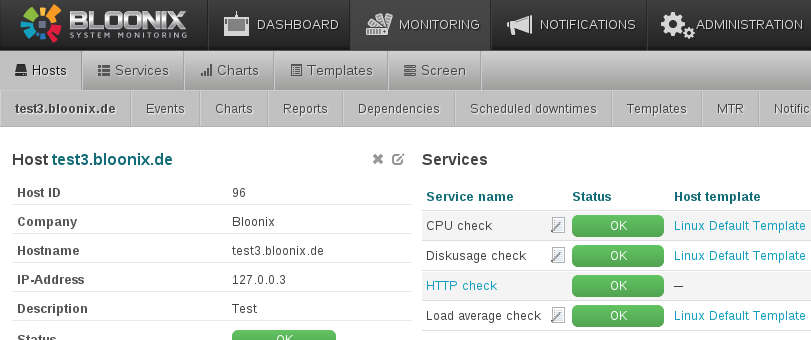 BLOONIX
SYSTEM MONITORING
DASHBOARD MONITORING NOTIFICATIONS ADMINISTRATION
Hosts Services Charts Templates Screen
test3.bloonix.de Events Charts Reports Dependencies Scheduled downtimes Templates MTR Notific
Host test3.bloonix.de
Host ID 96
Company Bloonix
Hostname test3.bloonix.de
IP-Address 127.0.0.3
Description Test
Status OK
Services
Service name Status Host template
CPU check OK Linux Default Template
Diskusage check OK Linux Default Template
HTTP check OK —
Load average check OK Linux Default Template